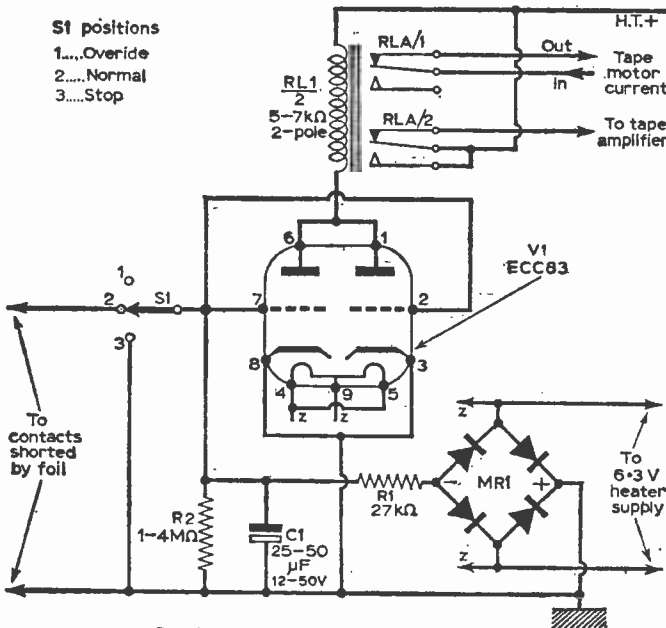 S1 positions
1.....Overide
2.....Normal
3.....Stop
H.T.+
RLA/1
Out
In
Tape
motor
current
RL1
2
5-7kΩ
2-pole
RLA/2
To tape
amplifier
6
1
V1
ECC83
1
2
S1
3
7
2
8
3
4
9
5
z
z
To
contacts
shorted
by foil
z
To
6·3 V
heater
supply
R1
27kΩ
-
MR1
+
R2
1-4MΩ
C1
25-50
μF
12-50V
z